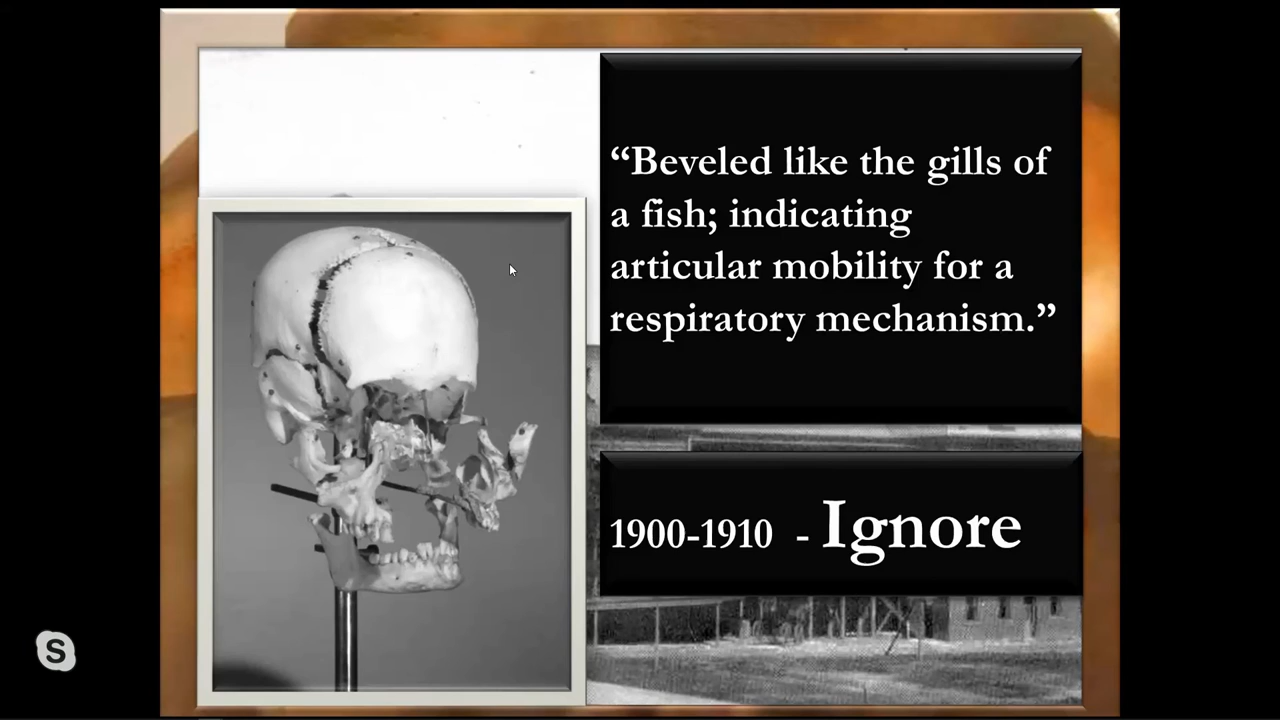 “Beveled like the gills of
a fish; indicating
articular mobility for a
respiratory mechanism.”
1900-1910 - Ignore
S